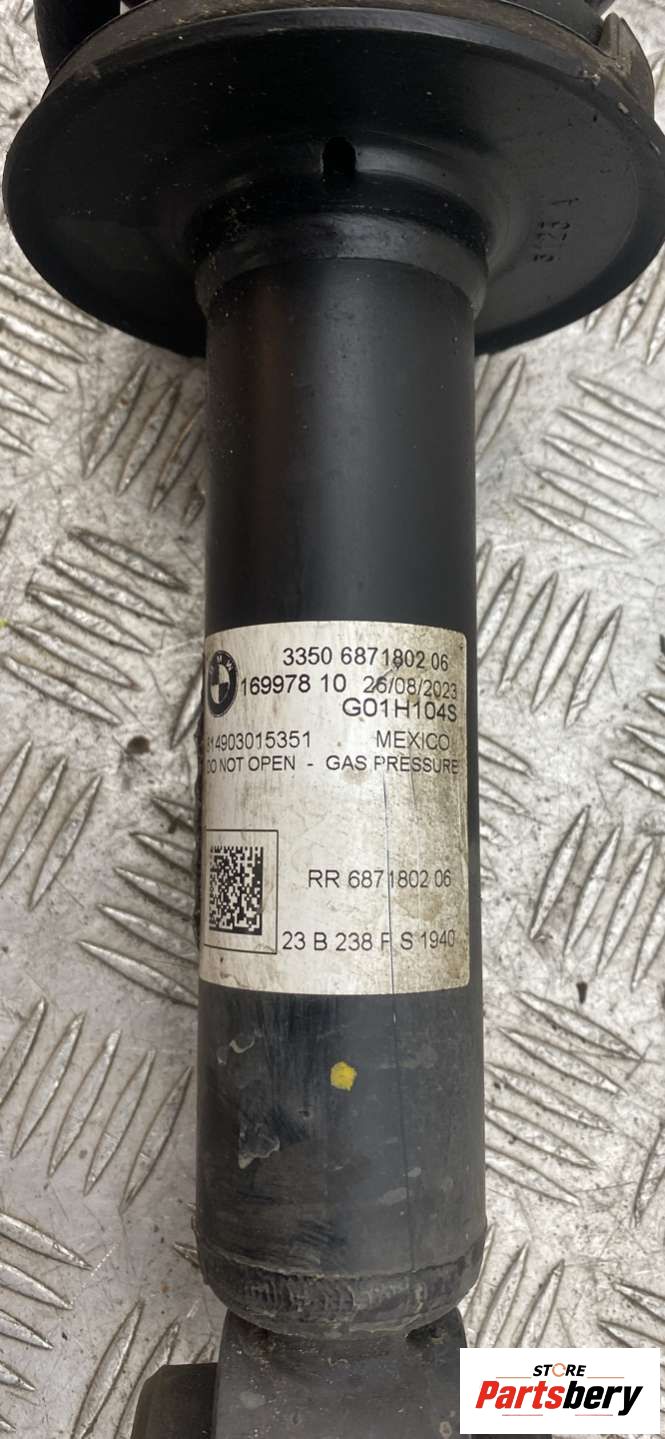 3350 6871802 06
169978 10 26/08/2023
G01H104S
14903015351 MEXICO
DO NOT OPEN - GAS PRESSURE
RR 6871802 06
23 B 238 F S 1940
STORE
Partsbery